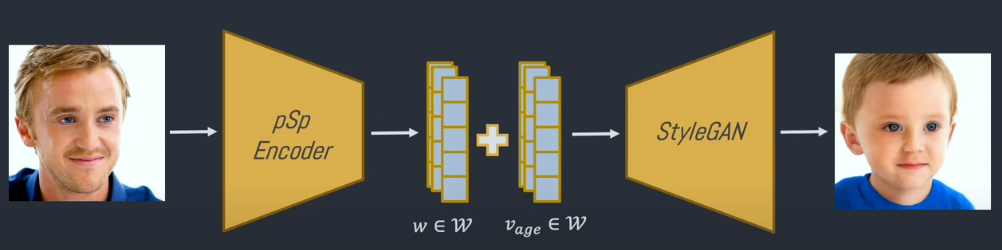 pSp
Encoder
StyleGAN
w ∈ 𝒲
v_age ∈ 𝒲